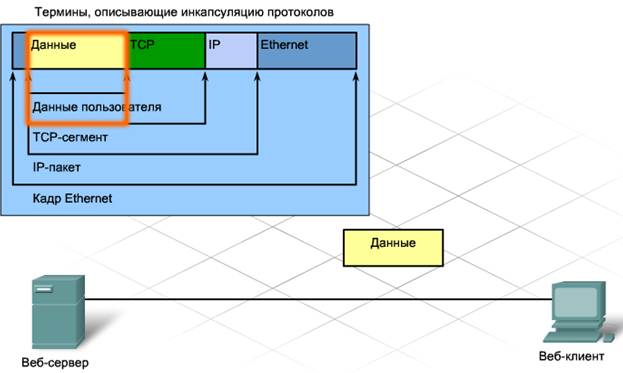 Термины, описывающие инкапсуляцию протоколов
Данные TCP IP Ethernet
Данные пользователя
TCP-сегмент
IP-пакет
Кадр Ethernet
Данные
Веб-сервер
Веб-клиент